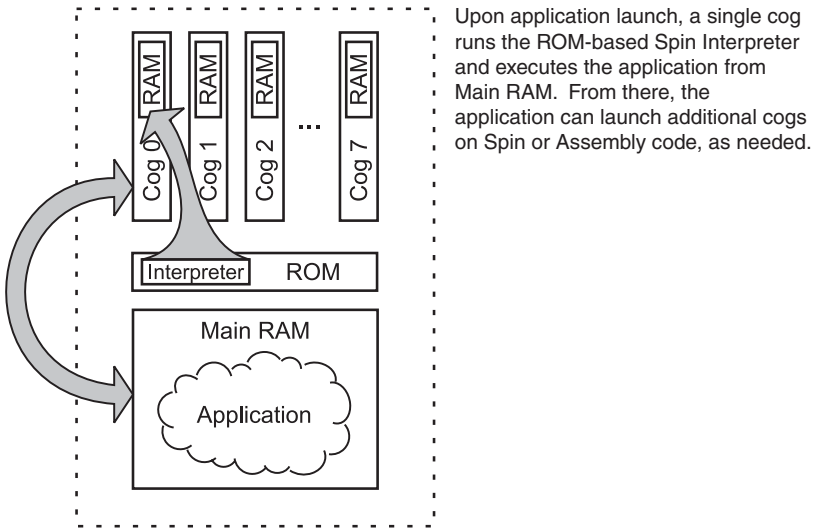 Upon application launch, a single cog
runs the ROM-based Spin Interpreter
and executes the application from
Main RAM. From there, the
application can launch additional cogs
on Spin or Assembly code, as needed.
RAM RAM RAM RAM
...
Cog 0 Cog 1 Cog 2 Cog 7
Interpreter ROM
Main RAM
Application